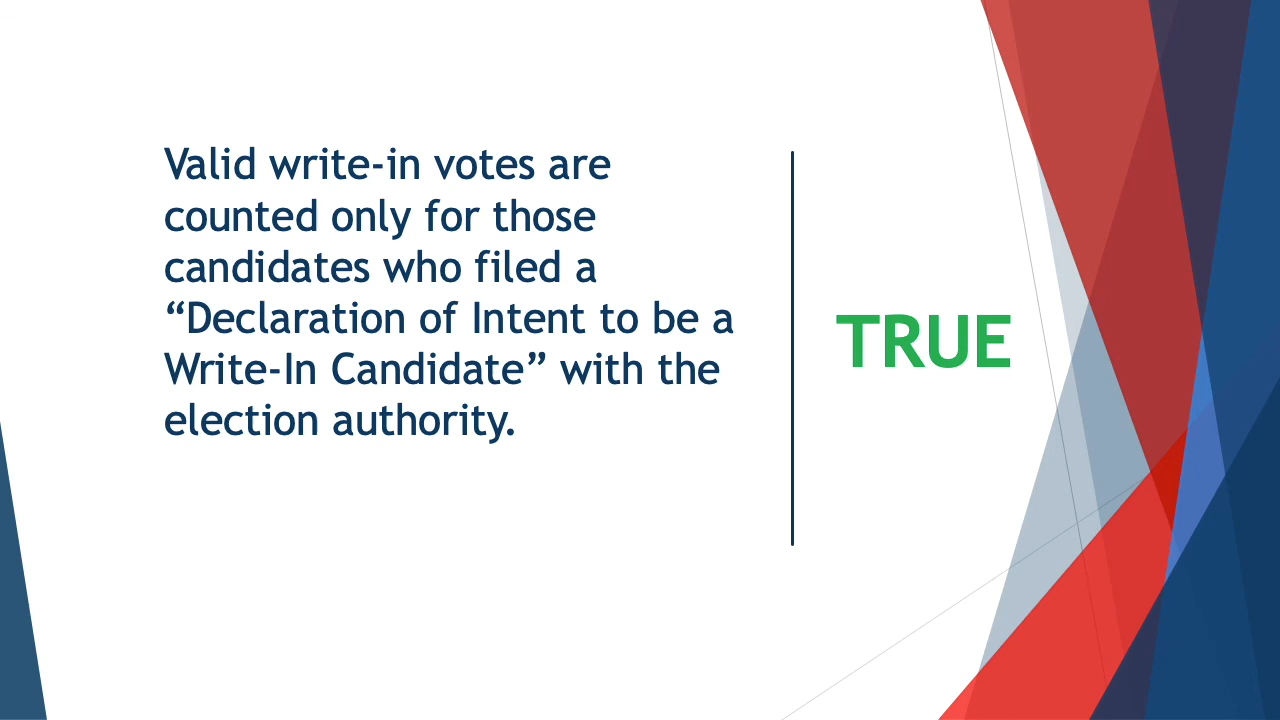 Valid write-in votes are
counted only for those
candidates who filed a
“Declaration of Intent to be a
Write-In Candidate” with the
election authority.
TRUE